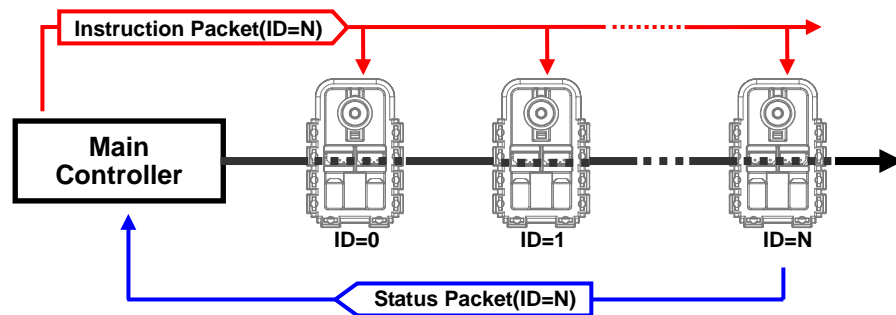 Instruction Packet(ID=N)
Main
Controller
ID=0
ID=1
ID=N
Status Packet(ID=N)